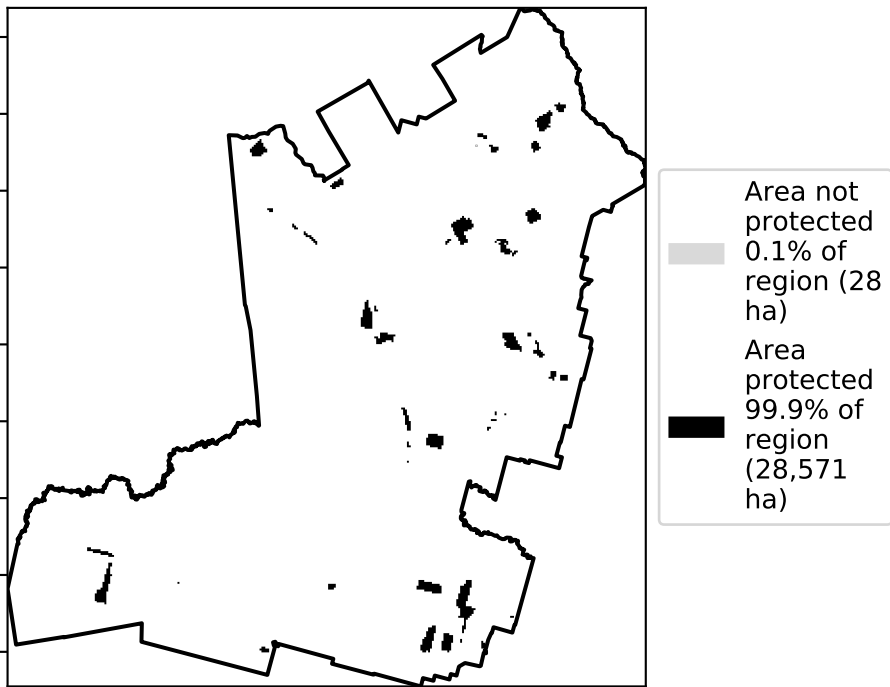 Area not
protected
0.1% of
region (28
ha)
Area
protected
99.9% of
region
(28,571
ha)